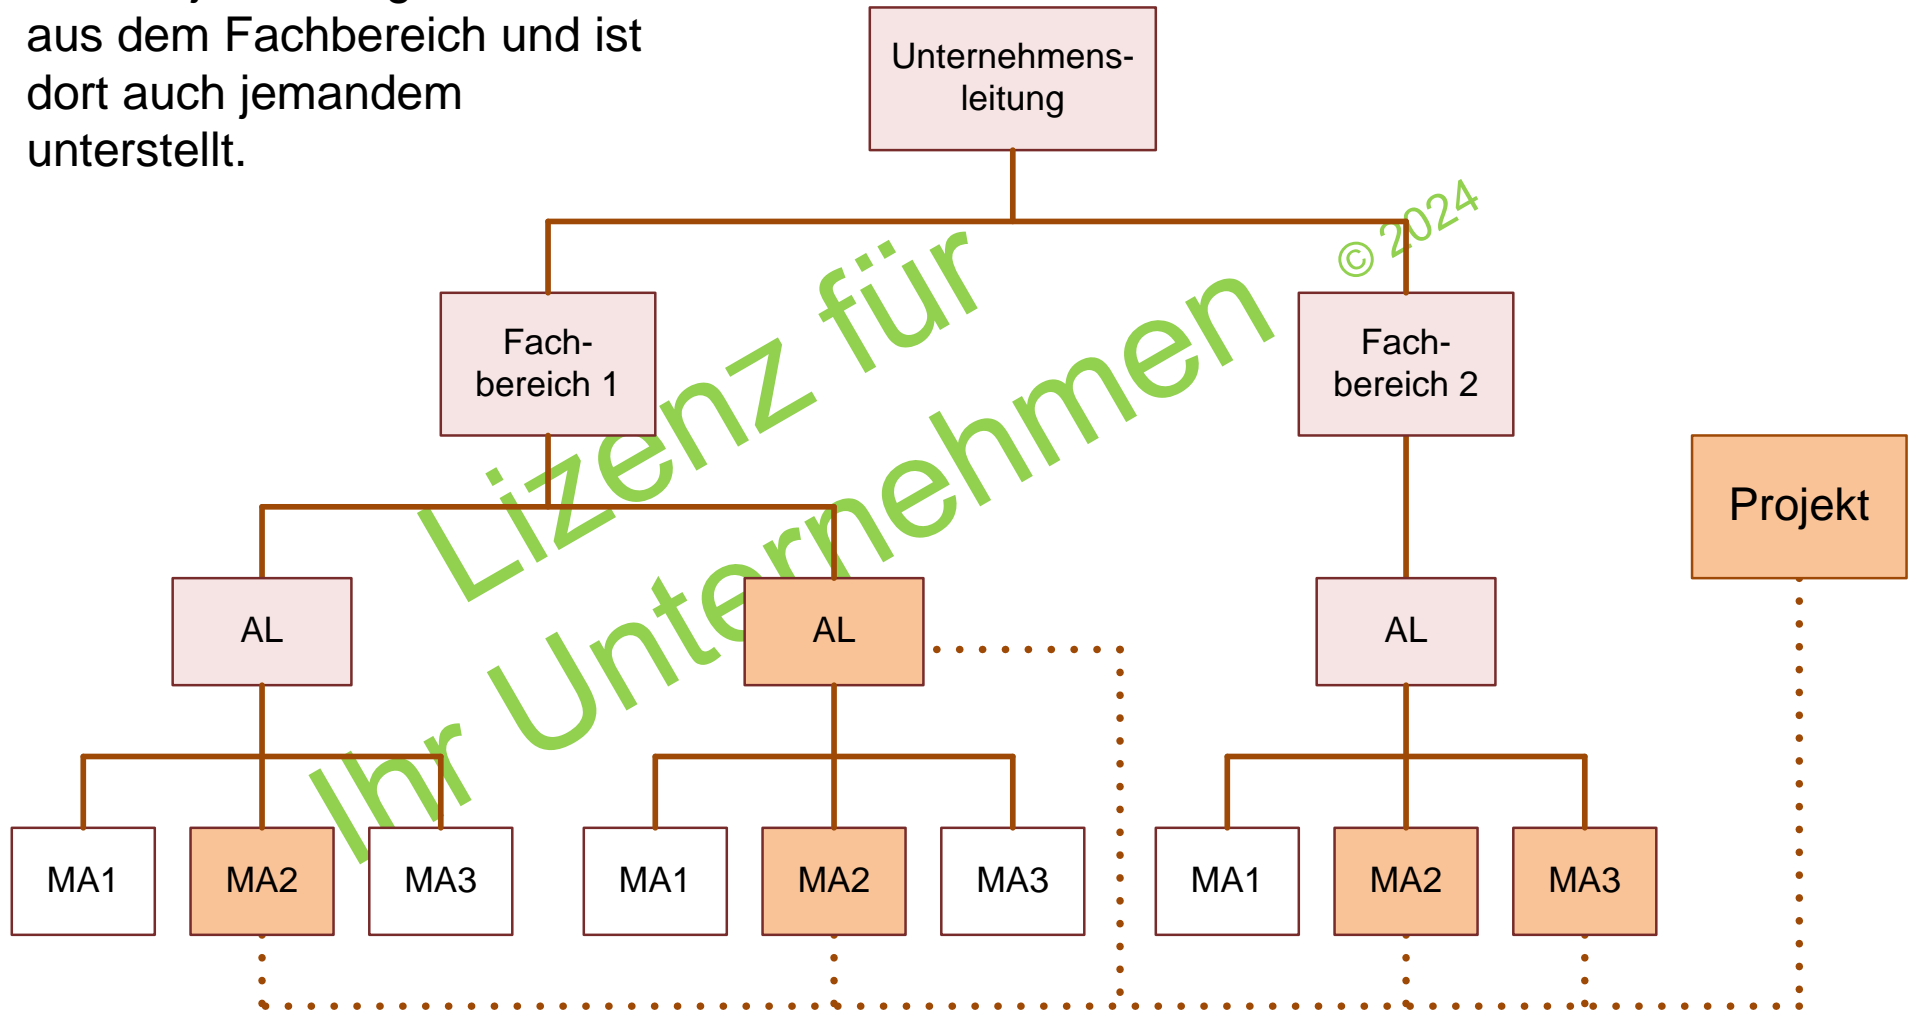 aus dem Fachbereich und ist
dort auch jemandem
unterstellt.
Unternehmens-
leitung
© 2024
Lizenz für
Ihr Unternehmen
Fach-
bereich 1
Fach-
bereich 2
Projekt
AL
AL
AL
MA1
MA2
MA3
MA1
MA2
MA3
MA1
MA2
MA3